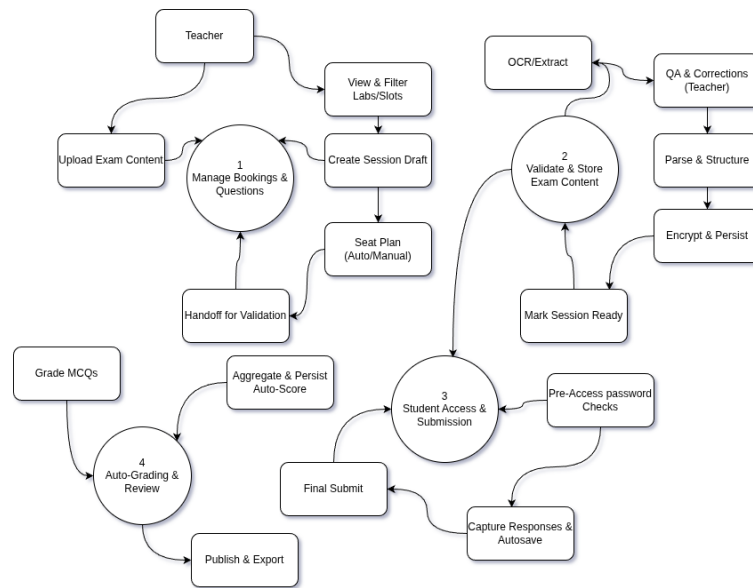 Teacher
View & Filter
Labs/Slots
Upload Exam Content
1
Manage Bookings &
Questions
Create Session Draft
Seat Plan
(Auto/Manual)
Handoff for Validation
OCR/Extract
QA & Corrections
(Teacher)
2
Validate & Store
Exam Content
Parse & Structure
Encrypt & Persist
Mark Session Ready
Grade MCQs
Aggregate & Persist
Auto-Score
4
Auto-Grading &
Review
Publish & Export
3
Student Access &
Submission
Pre-Access password
Checks
Final Submit
Capture Responses &
Autosave